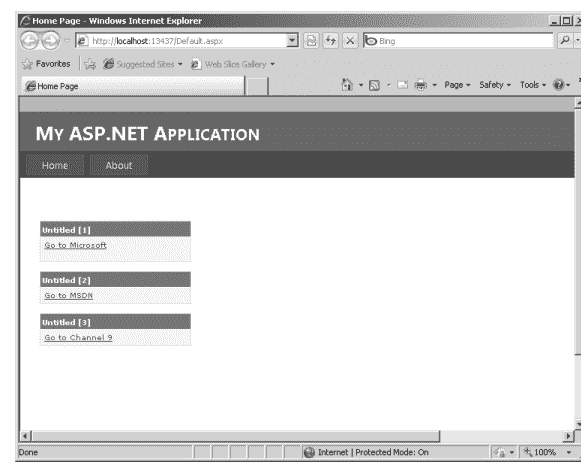 Home Page - Windows Internet Explorer
http://localhost:13437/Default.aspx
Bing
Favorites
Suggested Sites
Web Slice Gallery
Home Page
Page
Safety
Tools
MY ASP.NET APPLICATION
Home
About
Untitled [1]
Go to Microsoft
Untitled [2]
Go to MSDN
Untitled [3]
Go to Channel 9
Done
Internet | Protected Mode: On
100%